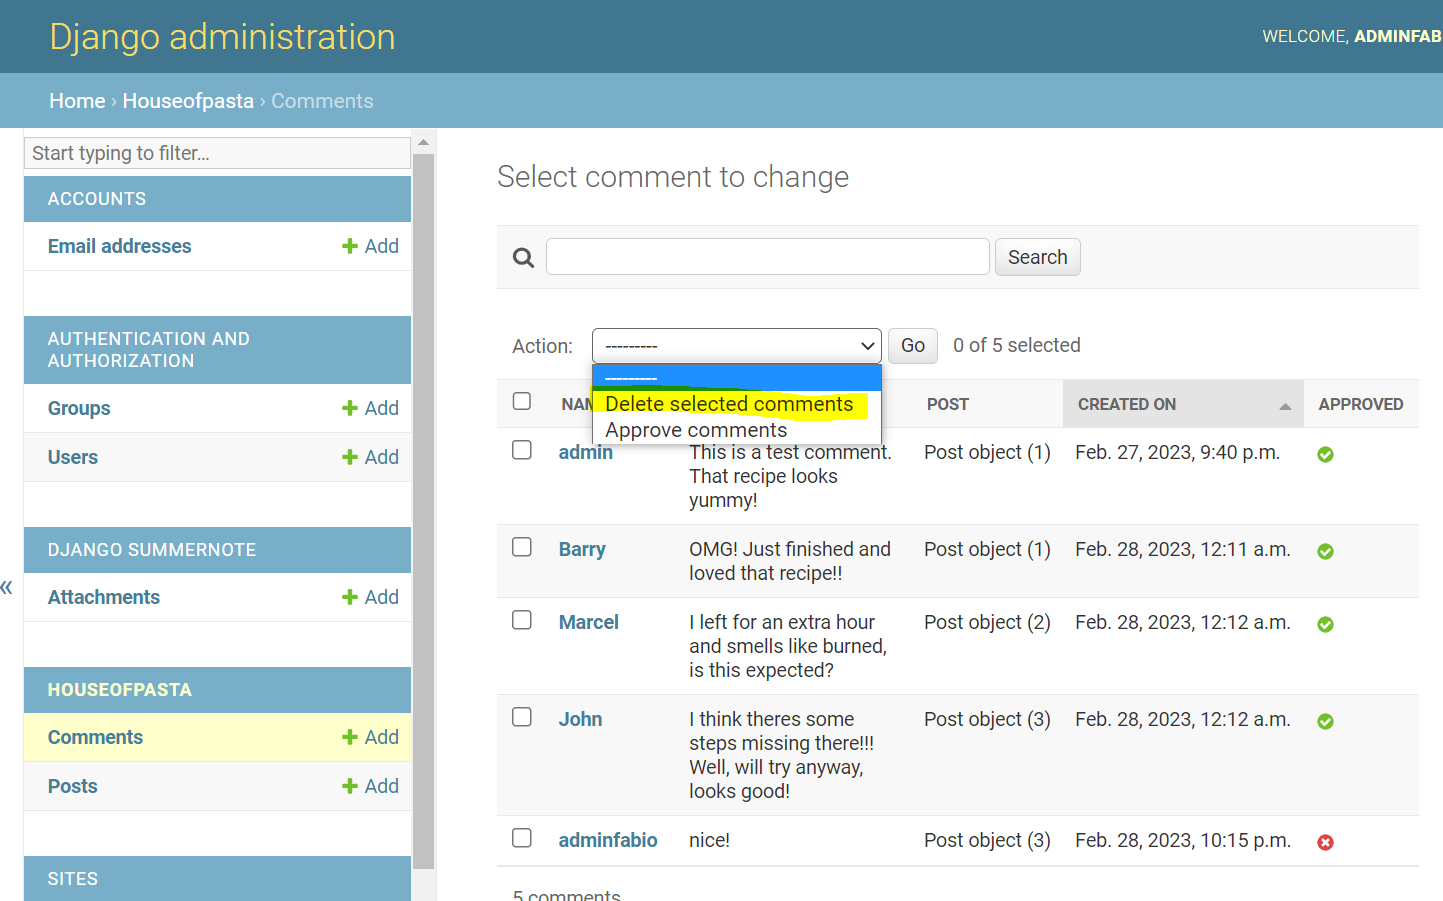 Django administration
WELCOME, ADMINFAB
Home › Houseofpasta › Comments
Start typing to filter...
ACCOUNTS
Email addresses
Add
AUTHENTICATION AND
AUTHORIZATION
Groups
Add
Users
Add
DJANGO SUMMERNOTE
Attachments
Add
«
HOUSEOFPASTA
Comments
Add
Posts
Add
SITES
Select comment to change
Search
Action:
---------
Go
0 of 5 selected
---------
Delete selected comments
Approve comments
NAM
POST
CREATED ON
APPROVED
admin
This is a test comment.
That recipe looks
yummy!
Post object (1)
Feb. 27, 2023, 9:40 p.m.
Barry
OMG! Just finished and
loved that recipe!!
Post object (1)
Feb. 28, 2023, 12:11 a.m.
Marcel
I left for an extra hour
and smells like burned,
is this expected?
Post object (2)
Feb. 28, 2023, 12:12 a.m.
John
I think theres some
steps missing there!!!
Well, will try anyway,
looks good!
Post object (3)
Feb. 28, 2023, 12:12 a.m.
adminfabio
nice!
Post object (3)
Feb. 28, 2023, 10:15 p.m.
5 comments